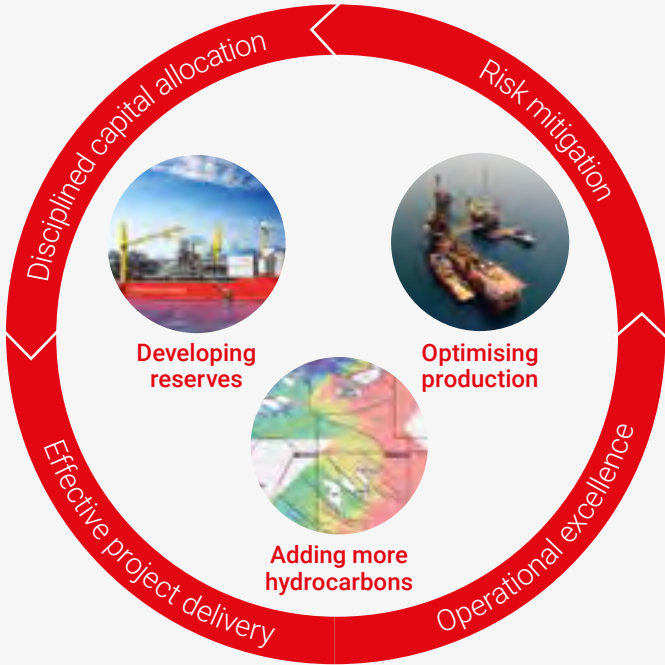 Disciplined capital allocation
Risk mitigation
Developing
reserves
Optimising
production
Adding more
hydrocarbons
Effective project delivery
Operational excellence